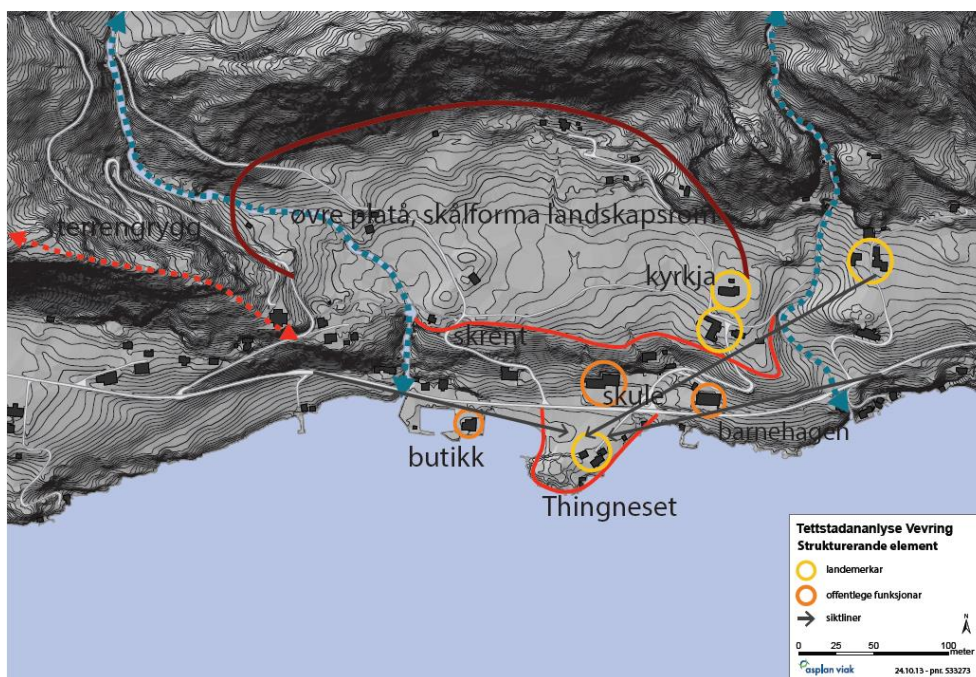 øvre platå, skålforma landskapsrom
terrengrygg
kyrkja
skrent
skule
barnehagen
butikk
Thingneset
Tettstadananlyse Vevring
Strukturerande element
landemerkar
offentlege funksjonar
siktliner
N
0 25 50 100
meter
asplan viak 24.10.13 - pnr. 533273